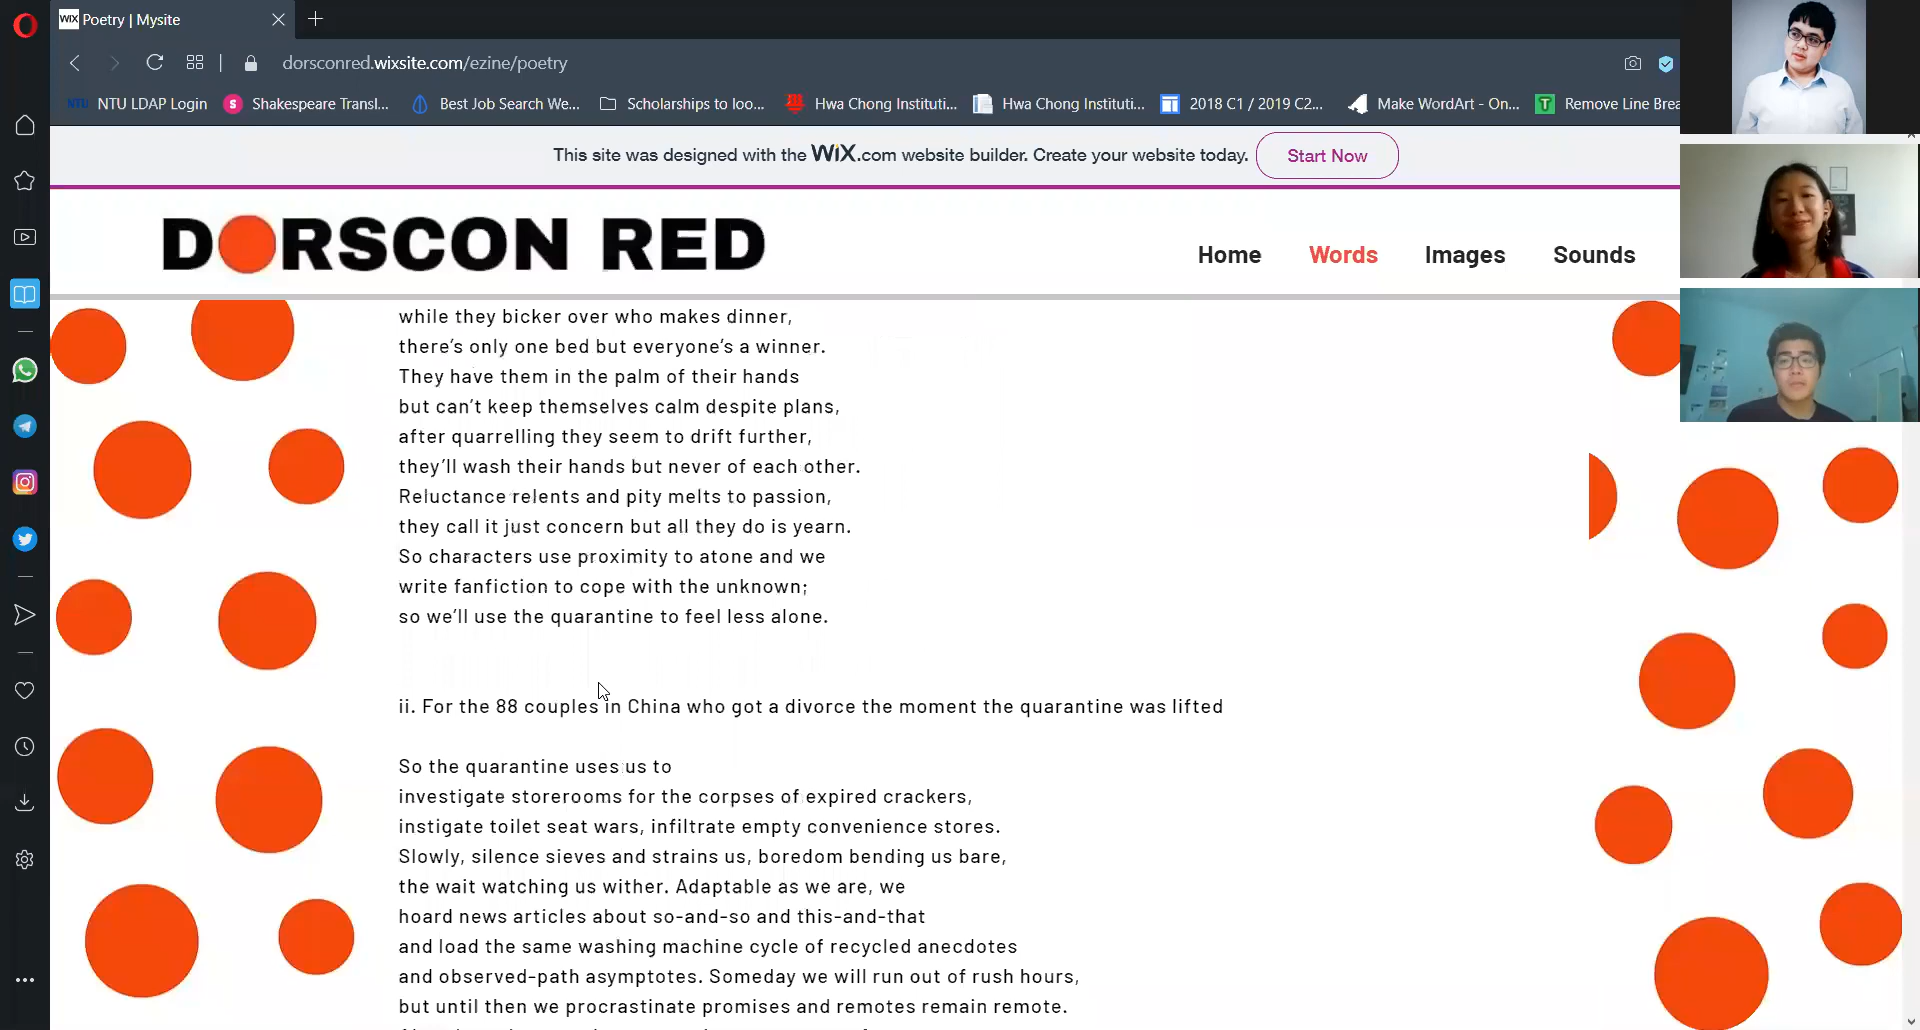 WiX Poetry | Mysite
dorsconred.wixsite.com/ezine/poetry
NTU NTU LDAP Login
S Shakespeare Transl...
Best Job Search We...
Scholarships to loo...
Hwa Chong Instituti...
Hwa Chong Instituti...
2018 C1 / 2019 C2...
Make WordArt - On...
T Remove Line Brea
This site was designed with the WiX.com website builder. Create your website today. Start Now
DORSCON RED
Home Words Images Sounds
while they bicker over who makes dinner,
there's only one bed but everyone's a winner.
They have them in the palm of their hands
but can't keep themselves calm despite plans,
after quarrelling they seem to drift further,
they'll wash their hands but never of each other.
Reluctance relents and pity melts to passion,
they call it just concern but all they do is yearn.
So characters use proximity to atone and we
write fanfiction to cope with the unknown;
so we'll use the quarantine to feel less alone.
ii. For the 88 couples in China who got a divorce the moment the quarantine was lifted
So the quarantine uses us to
investigate storerooms for the corpses of expired crackers,
instigate toilet seat wars, infiltrate empty convenience stores.
Slowly, silence sieves and strains us, boredom bending us bare,
the wait watching us wither. Adaptable as we are, we
hoard news articles about so-and-so and this-and-that
and load the same washing machine cycle of recycled anecdotes
and observed-path asymptotes. Someday we will run out of rush hours,
but until then we procrastinate promises and remotes remain remote.